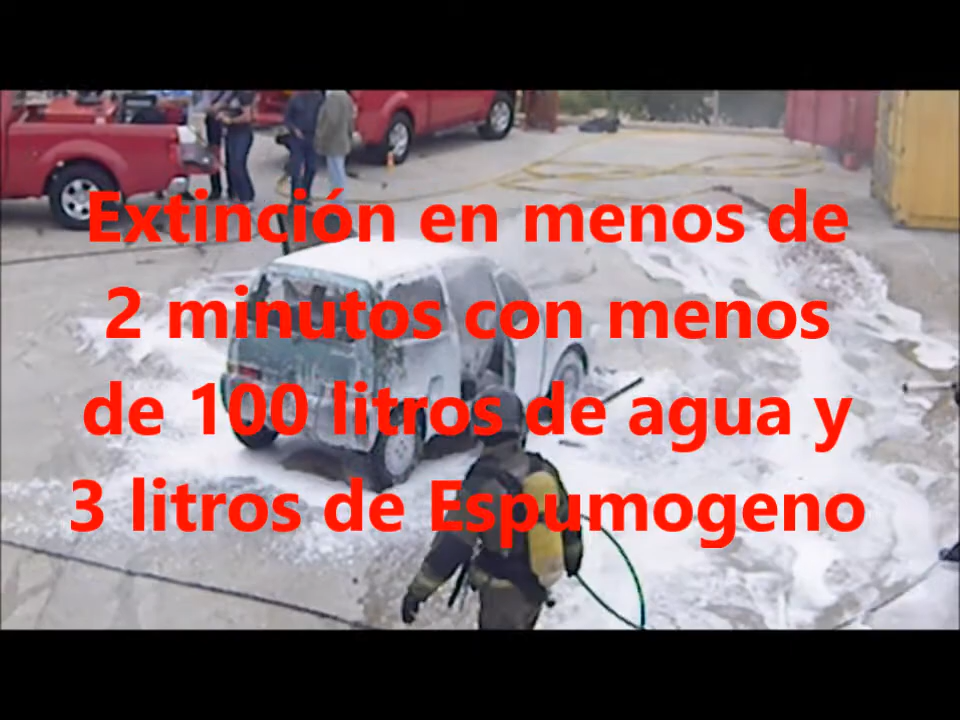 Extinción en menos de
2 minutos con menos
de 100 litros de agua y
3 litros de Espumogeno